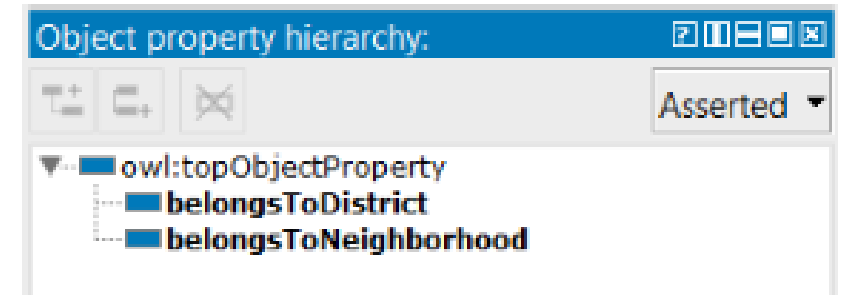 Object property hierarchy:
Asserted
owl:topObjectProperty
belongsToDistrict
belongsToNeighborhood